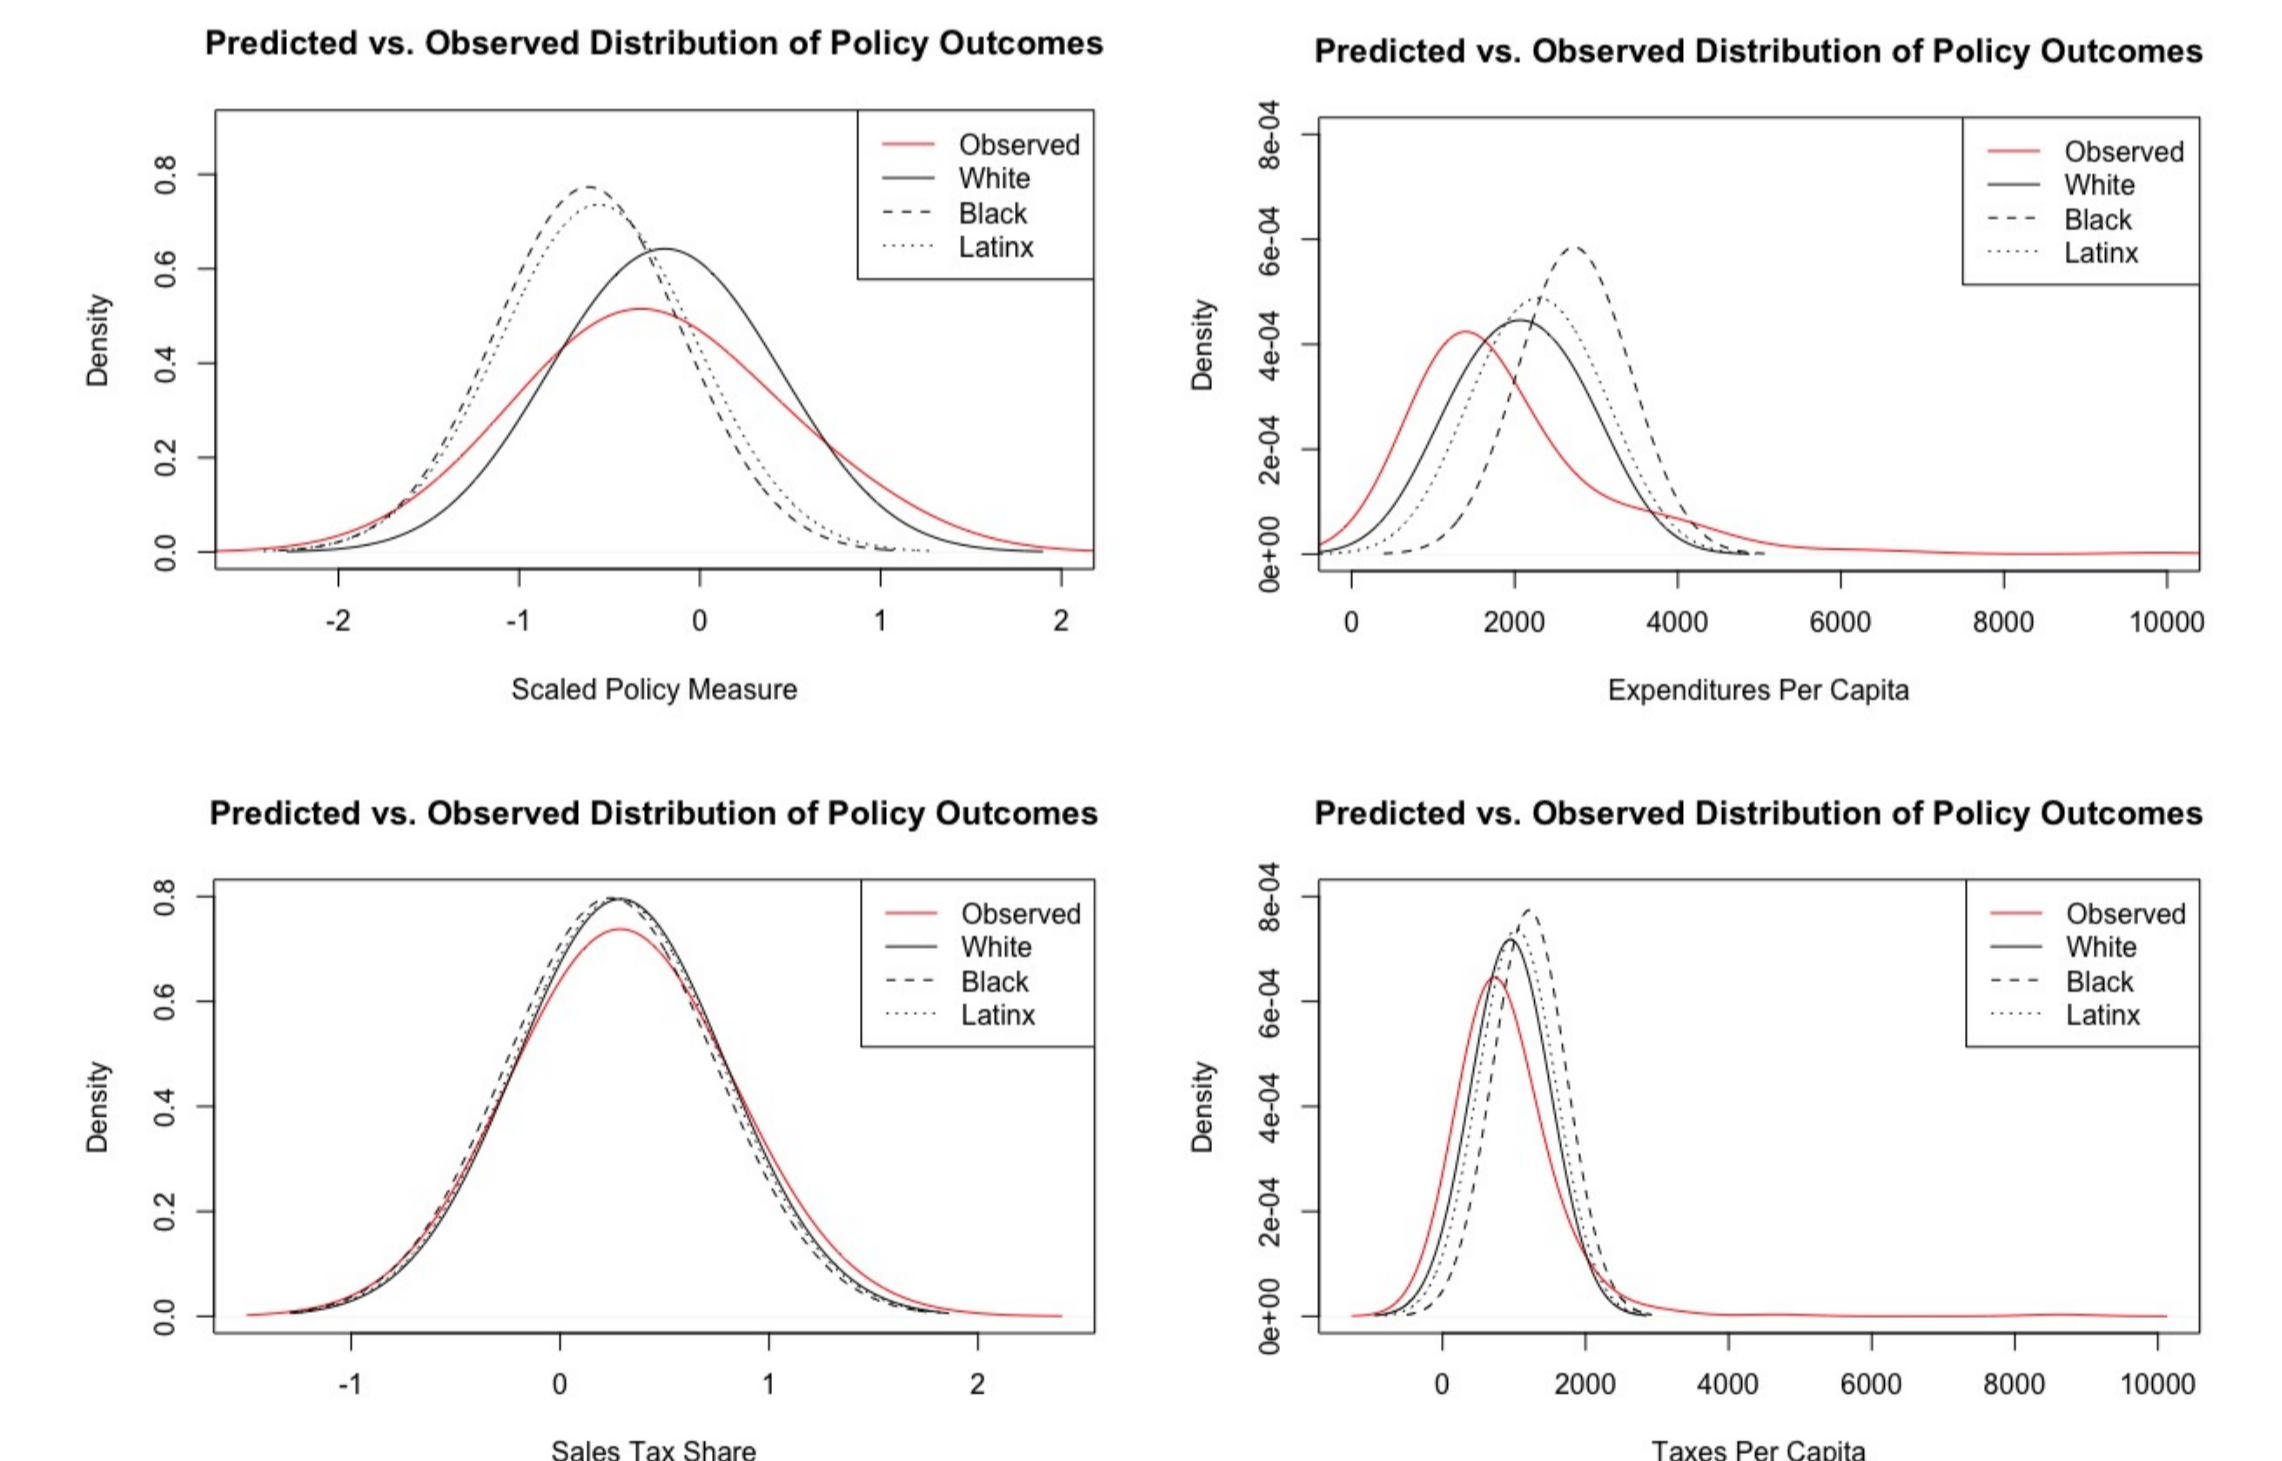 Predicted vs. Observed Distribution of Policy Outcomes
Observed
White
Black
Latinx
Density
0.0 0.2 0.4 0.6 0.8
-2 -1 0 1 2
Scaled Policy Measure
Predicted vs. Observed Distribution of Policy Outcomes
Observed
White
Black
Latinx
Density
0e+00 2e-04 4e-04 6e-04 8e-04
0 2000 4000 6000 8000 10000
Expenditures Per Capita
Predicted vs. Observed Distribution of Policy Outcomes
Observed
White
Black
Latinx
Density
0.0 0.2 0.4 0.6 0.8
-1 0 1 2
Sales Tax Share
Predicted vs. Observed Distribution of Policy Outcomes
Observed
White
Black
Latinx
Density
0e+00 2e-04 4e-04 6e-04 8e-04
0 2000 4000 6000 8000 10000
Taxes Per Capita